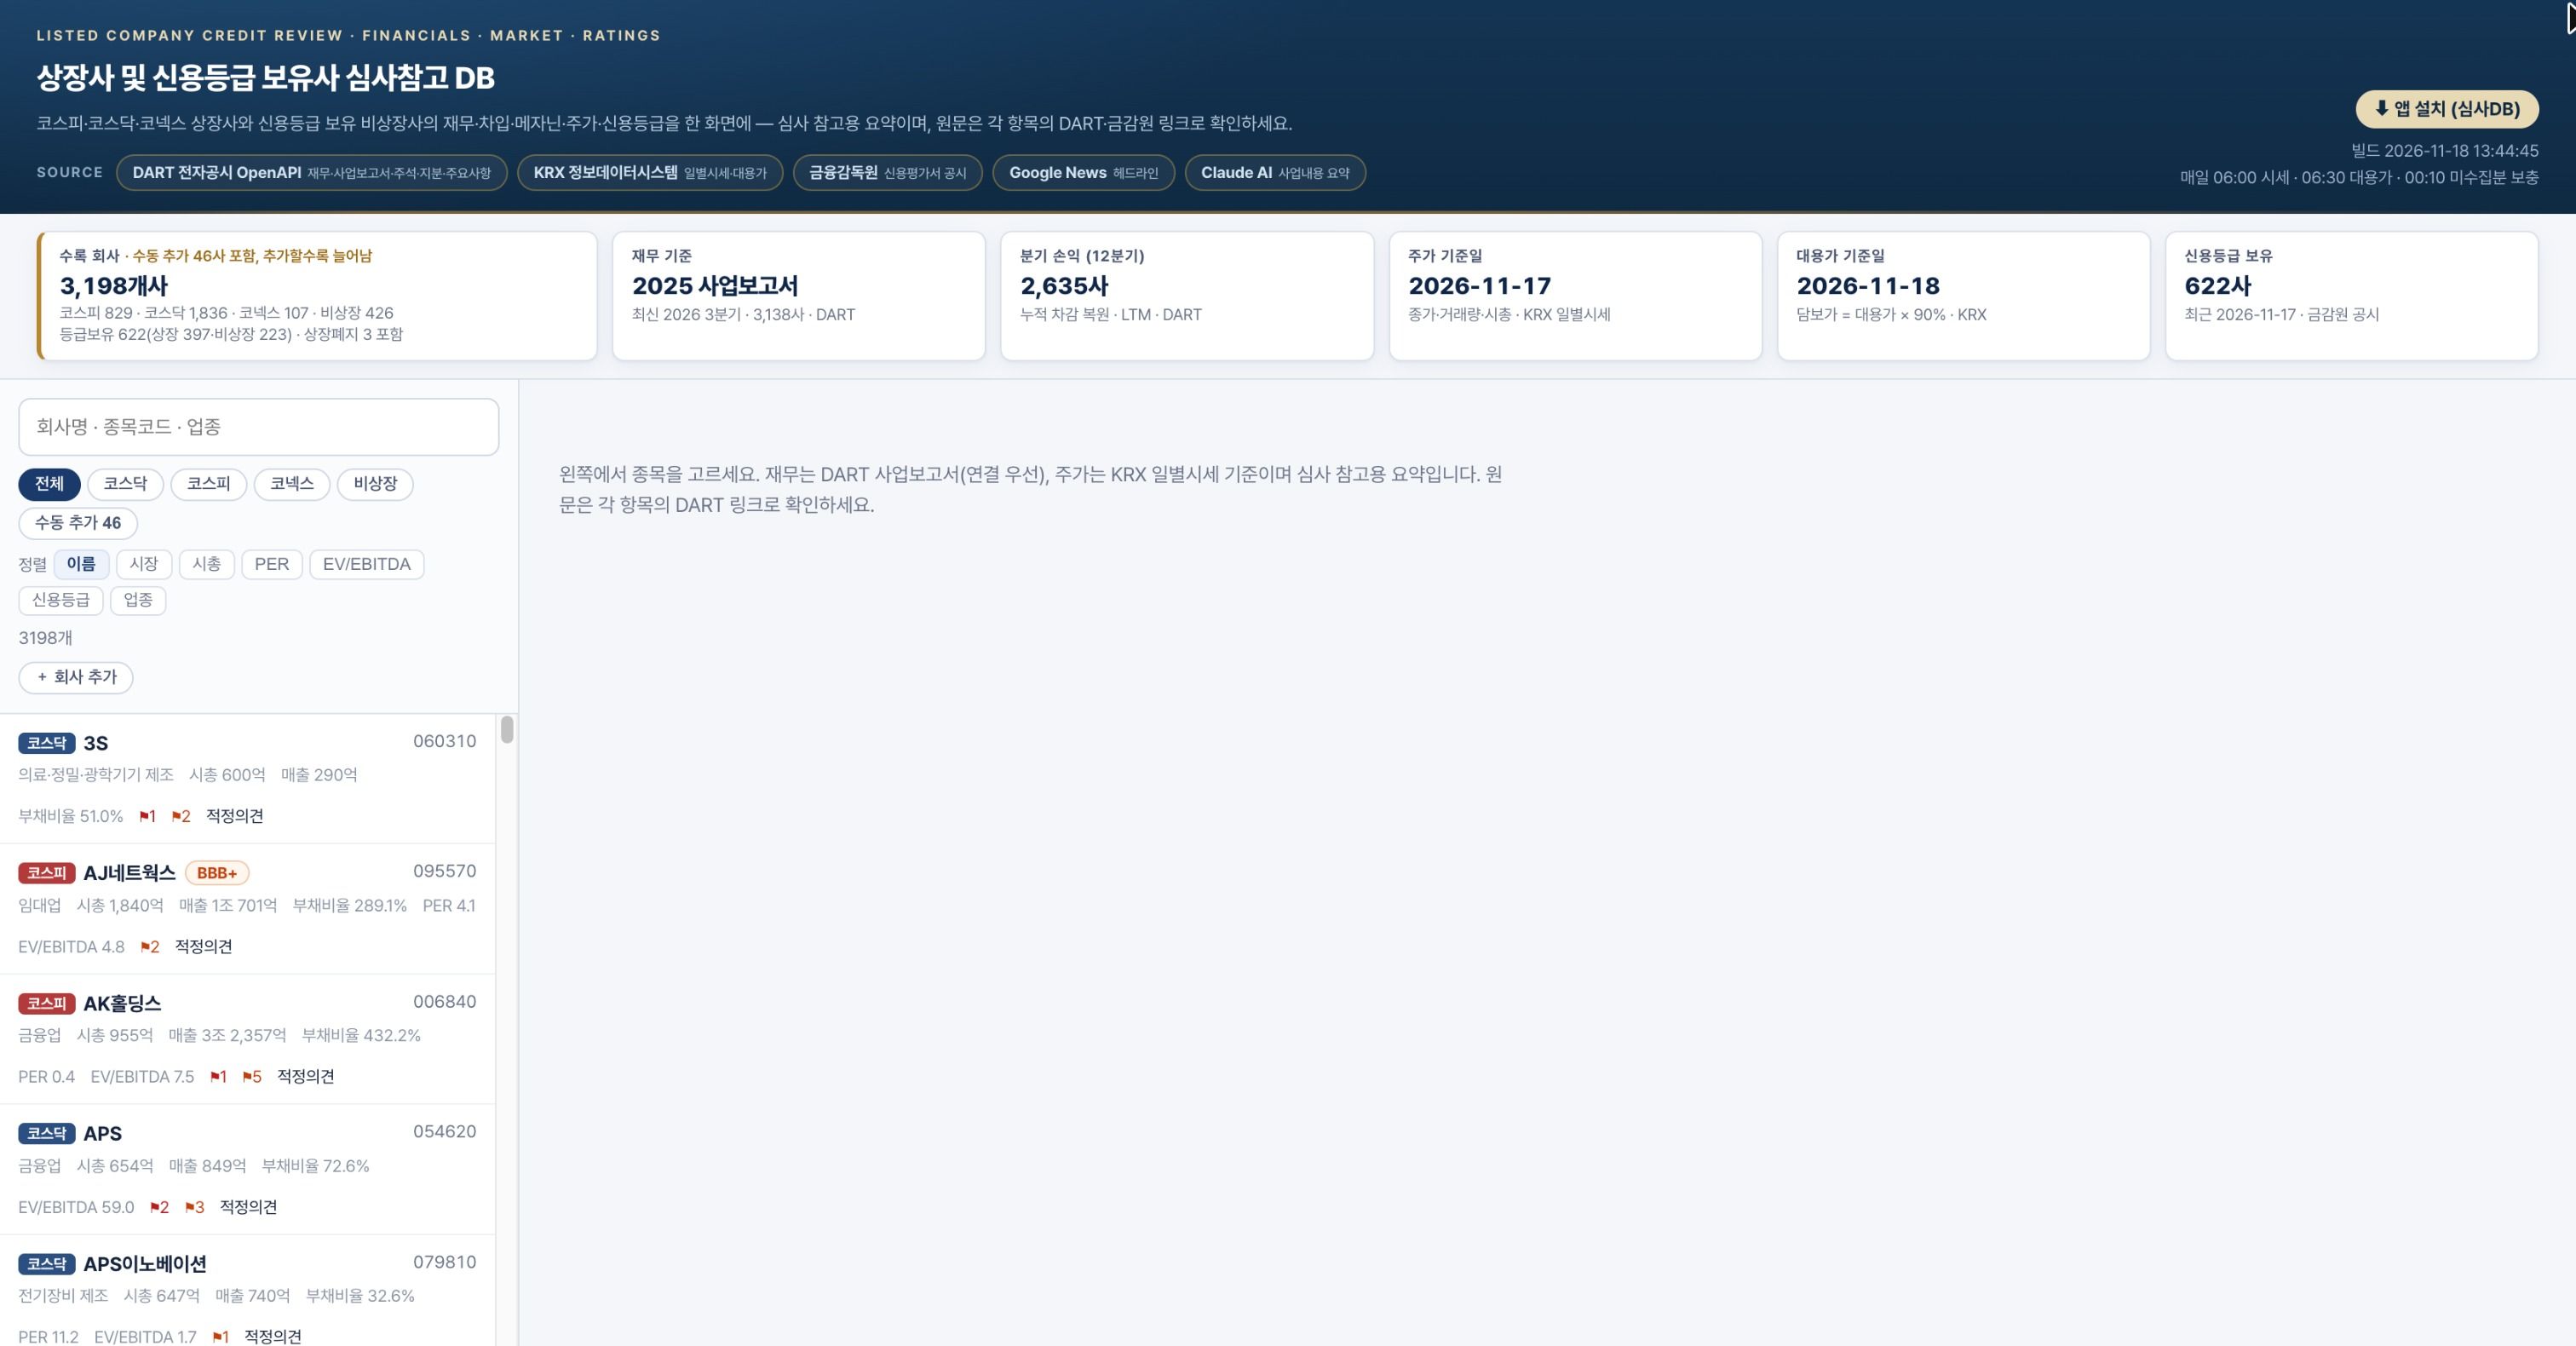 LISTED COMPANY CREDIT REVIEW · FINANCIALS · MARKET · RATINGS
상장사 및 신용등급 보유사 심사참고 DB
코스피·코스닥·코넥스 상장사와 신용등급 보유 비상장사의 재무·차입·메자닌·주가·신용등급을 한 화면에 — 심사 참고용 요약이며, 원문은 각 항목의 DART·금감원 링크로 확인하세요.
SOURCE DART 전자공시 OpenAPI 재무·사업보고서·주석·지분·주요사항 KRX 정보데이터시스템 일별시세·대용가 금융감독원 신용평가서 공시 Google News 헤드라인 Claude AI 사업내용 요약
⬇ 앱 설치 (심사DB)
빌드 2026-11-18 13:44:45
매일 06:00 시세 · 06:30 대용가 · 00:10 미수집분 보충
수록 회사 · 수동 추가 46사 포함, 추가할수록 늘어남
3,198개사
코스피 829 · 코스닥 1,836 · 코넥스 107 · 비상장 426
등급보유 622(상장 397·비상장 223) · 상장폐지 3 포함
재무 기준
2025 사업보고서
최신 2026 3분기 · 3,138사 · DART
분기 손익 (12분기)
2,635사
누적 차감 복원 · LTM · DART
주가 기준일
2026-11-17
종가·거래량·시총 · KRX 일별시세
대용가 기준일
2026-11-18
담보가 = 대용가 × 90% · KRX
신용등급 보유
622사
최근 2026-11-17 · 금감원 공시
회사명 · 종목코드 · 업종
전체 코스닥 코스피 코넥스 비상장
수동 추가 46
정렬 이름 시장 시총 PER EV/EBITDA
신용등급 업종
3198개
+ 회사 추가
코스닥 3S 060310
의료·정밀·광학기기 제조 시총 600억 매출 290억
부채비율 51.0% ⚑1 ⚑2 적정의견
코스피 AJ네트웍스 BBB+ 095570
임대업 시총 1,840억 매출 1조 701억 부채비율 289.1% PER 4.1
EV/EBITDA 4.8 ⚑2 적정의견
코스피 AK홀딩스 006840
금융업 시총 955억 매출 3조 2,357억 부채비율 432.2%
PER 0.4 EV/EBITDA 7.5 ⚑1 ⚑5 적정의견
코스닥 APS 054620
금융업 시총 654억 매출 849억 부채비율 72.6%
EV/EBITDA 59.0 ⚑2 ⚑3 적정의견
코스닥 APS이노베이션 079810
전기장비 제조 시총 647억 매출 740억 부채비율 32.6%
PER 11.2 EV/EBITDA 1.7 ⚑1 적정의견
왼쪽에서 종목을 고르세요. 재무는 DART 사업보고서(연결 우선), 주가는 KRX 일별시세 기준이며 심사 참고용 요약입니다. 원
문은 각 항목의 DART 링크로 확인하세요.